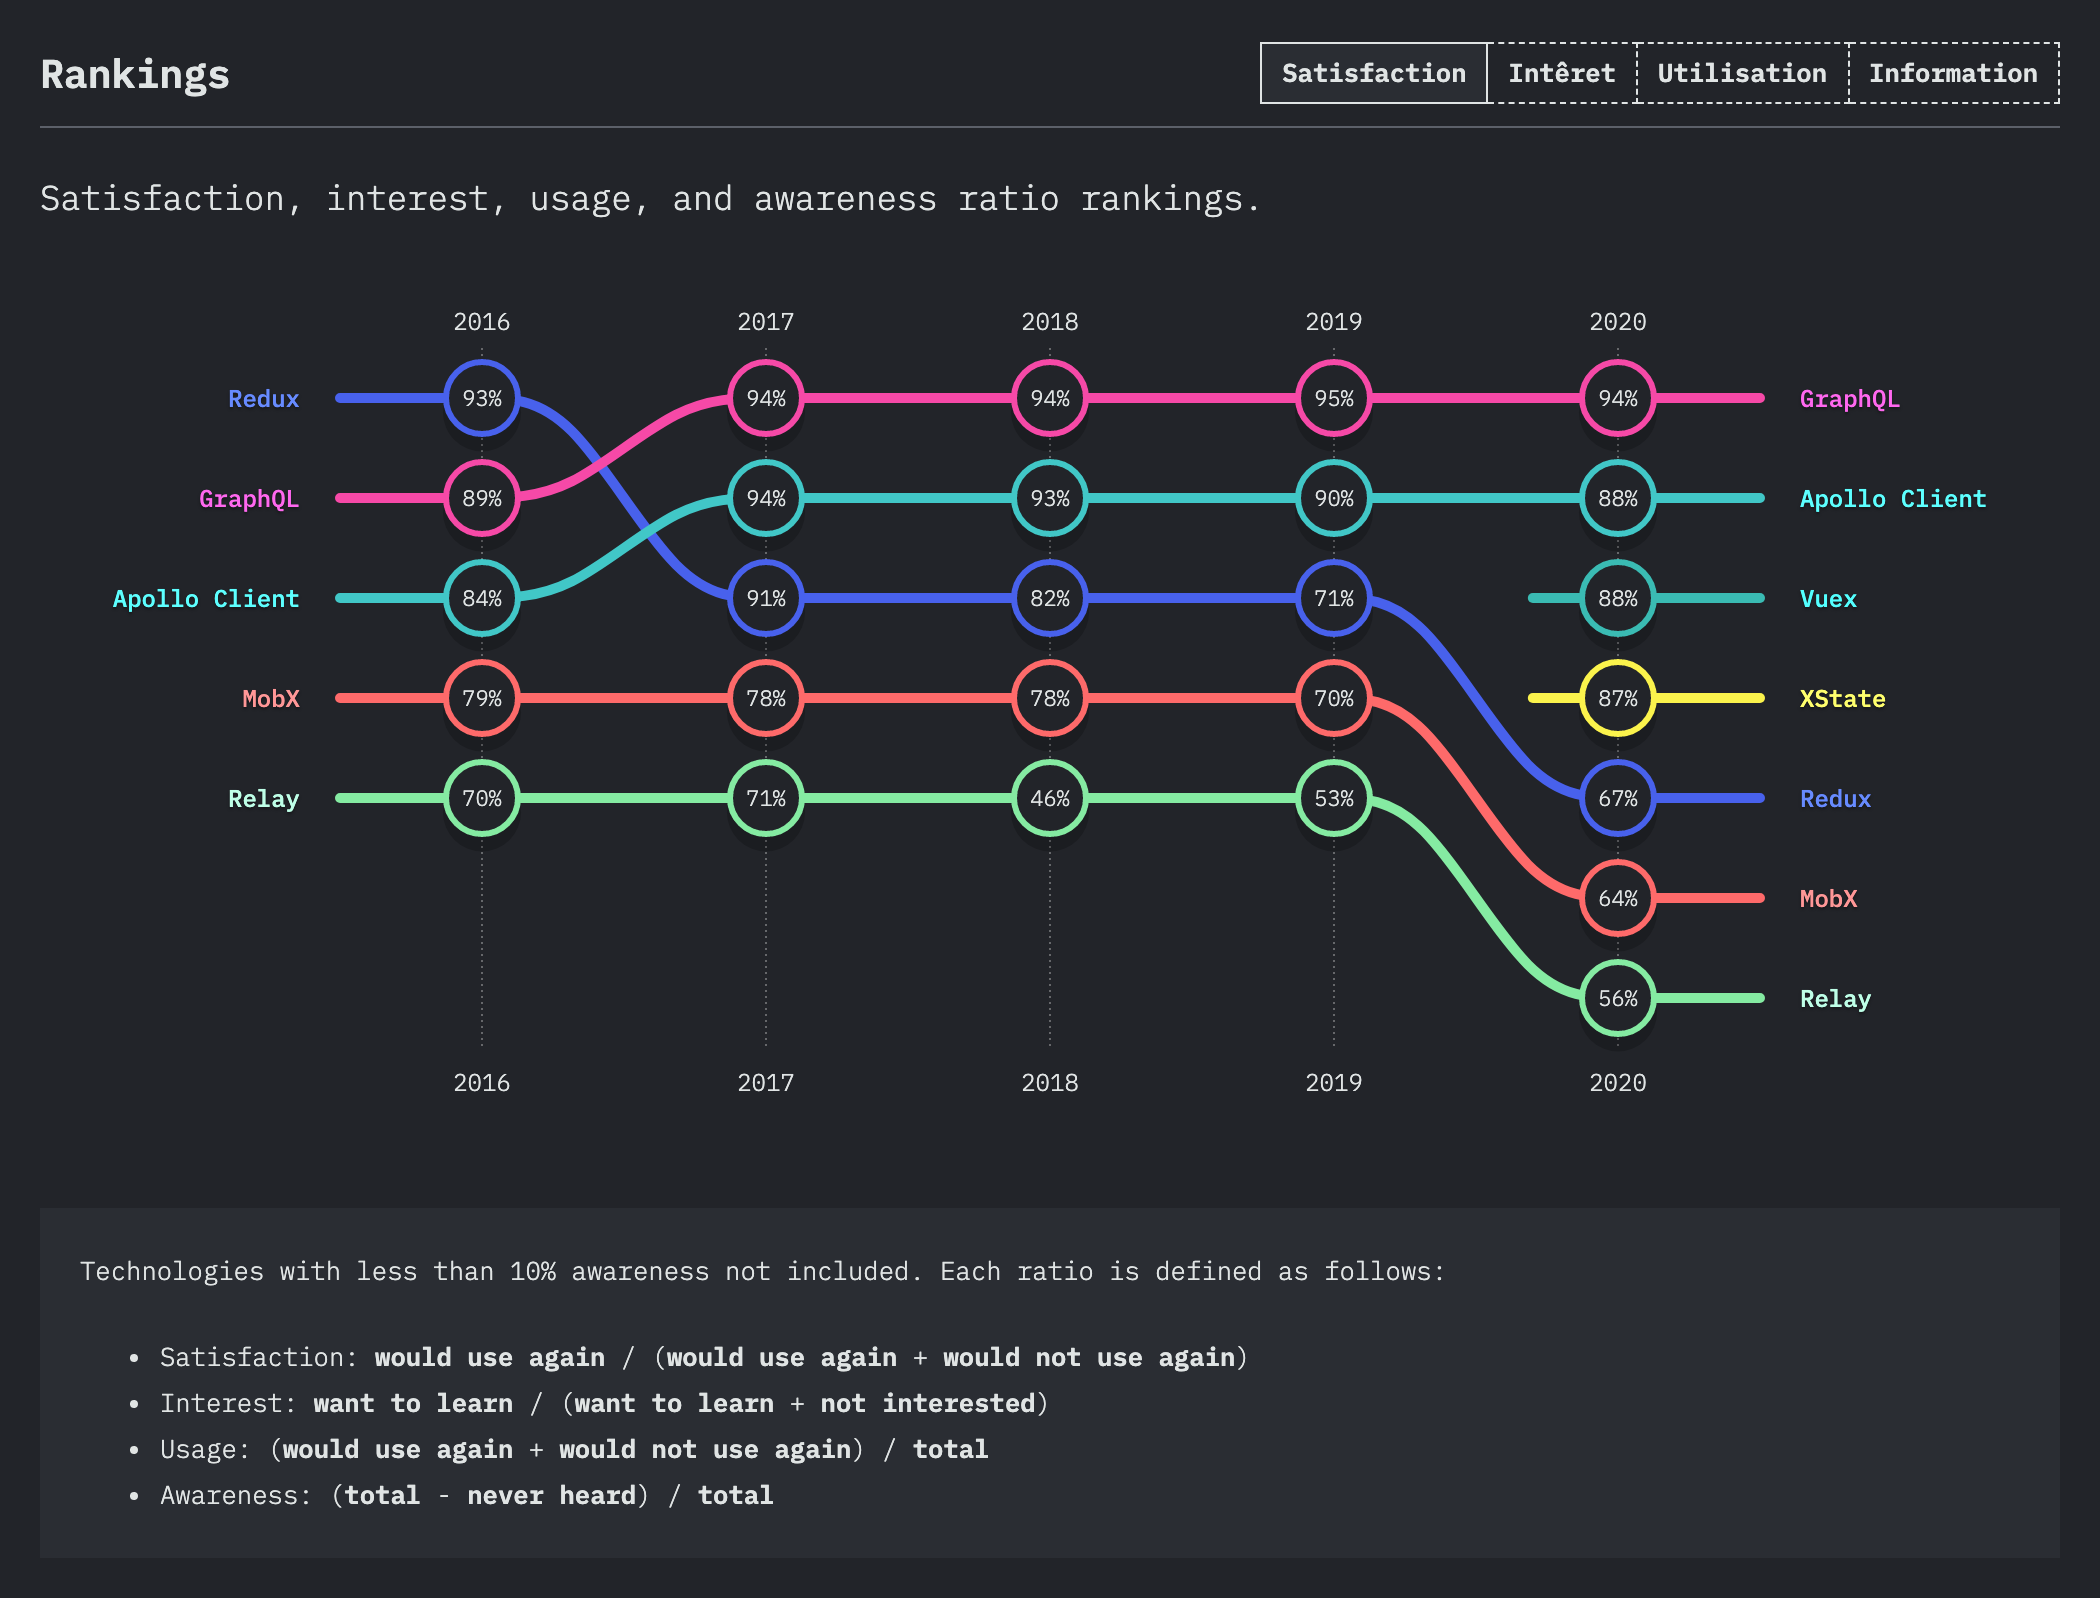 Rankings
Satisfaction Intêret Utilisation Information
Satisfaction, interest, usage, and awareness ratio rankings.
2016 2017 2018 2019 2020
Redux 93% 94% 94% 95% 94% GraphQL
GraphQL 89% 94% 93% 90% 88% Apollo Client
Apollo Client 84% 91% 82% 71% 88% Vuex
MobX 79% 78% 78% 70% 87% XState
Relay 70% 71% 46% 53% 67% Redux
64% MobX
56% Relay
2016 2017 2018 2019 2020
Technologies with less than 10% awareness not included. Each ratio is defined as follows:
• Satisfaction: would use again / (would use again + would not use again)
• Interest: want to learn / (want to learn + not interested)
• Usage: (would use again + would not use again) / total
• Awareness: (total - never heard) / total